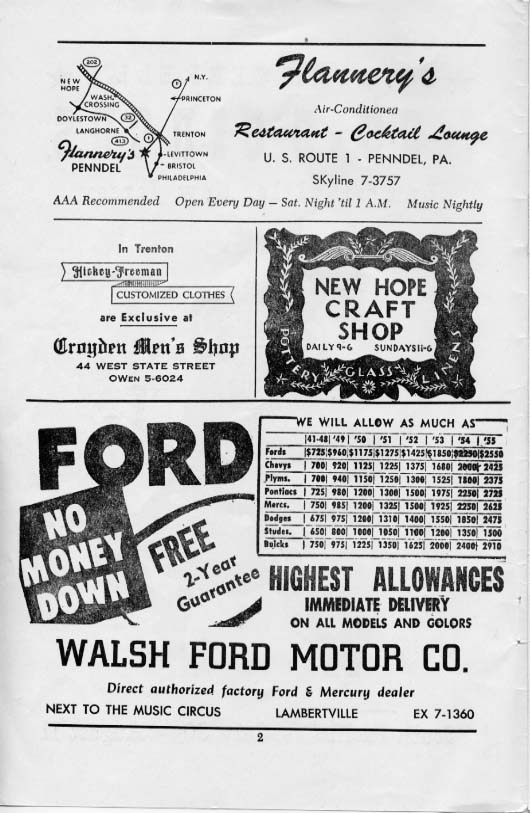 202
N.Y.
NEW HOPE
WASH. CROSSING
1
PRINCETON
DOYLESTOWN
32
LANGHORNE
TRENTON
413
1
Flannery's
PENNDEL
LEVITTOWN
BRISTOL
PHILADELPHIA
Flannery's
Air-Conditioned
Restaurant - Cocktail Lounge
U. S. ROUTE 1 - PENNDEL, PA.
SKyline 7-3757
AAA Recommended Open Every Day – Sat. Night 'til 1 A.M. Music Nightly
In Trenton
Hickey-Freeman
CUSTOMIZED CLOTHES
are Exclusive at
Croyden Men's Shop
44 WEST STATE STREET
OWen 5-6024
NEW HOPE
CRAFT
SHOP
DAILY 9-6 SUNDAYS 11-6
POTTERY GLASS LINENS
FORD
NO
MONEY
DOWN
FREE
2-Year
Guarantee
WE WILL ALLOW AS MUCH AS
41-48 '49 '50 '51 '52 '53 '54 '55
Fords $725 $960 $1175 $1275 $1425 $1850 $2250 $2550
Chevys 700 920 1125 1225 1375 1680 2000 2425
Plyms. 700 940 1150 1250 1300 1525 1800 2375
Pontiacs 725 980 1200 1300 1500 1975 2250 2725
Mercs. 750 985 1200 1325 1500 1925 2250 2625
Dodges 675 975 1200 1310 1400 1550 1850 2475
Studes. 650 800 1000 1050 1100 1200 1350 1500
Buicks 750 975 1225 1350 1625 2000 2400 2910
HIGHEST ALLOWANCES
IMMEDIATE DELIVERY
ON ALL MODELS AND COLORS
WALSH FORD MOTOR CO.
Direct authorized factory Ford & Mercury dealer
NEXT TO THE MUSIC CIRCUS LAMBERTVILLE EX 7-1360
2